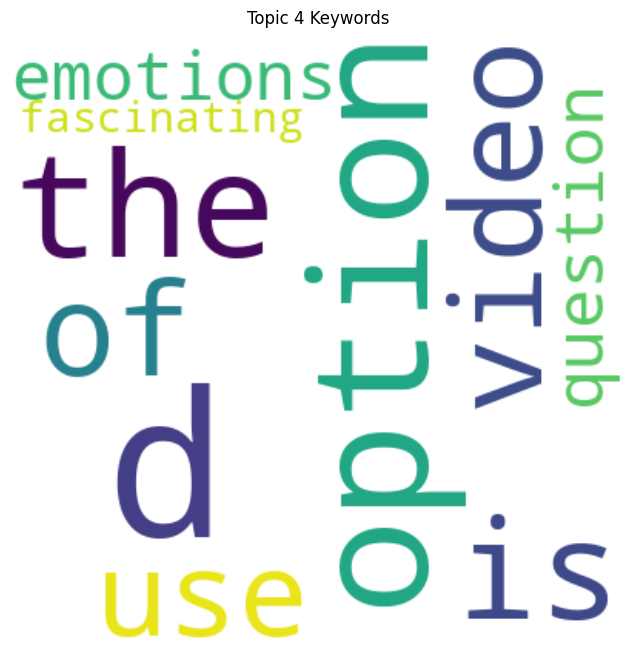 Topic 4 Keywords
emotions
fascinating
the
of
d
use
option
video
is
question